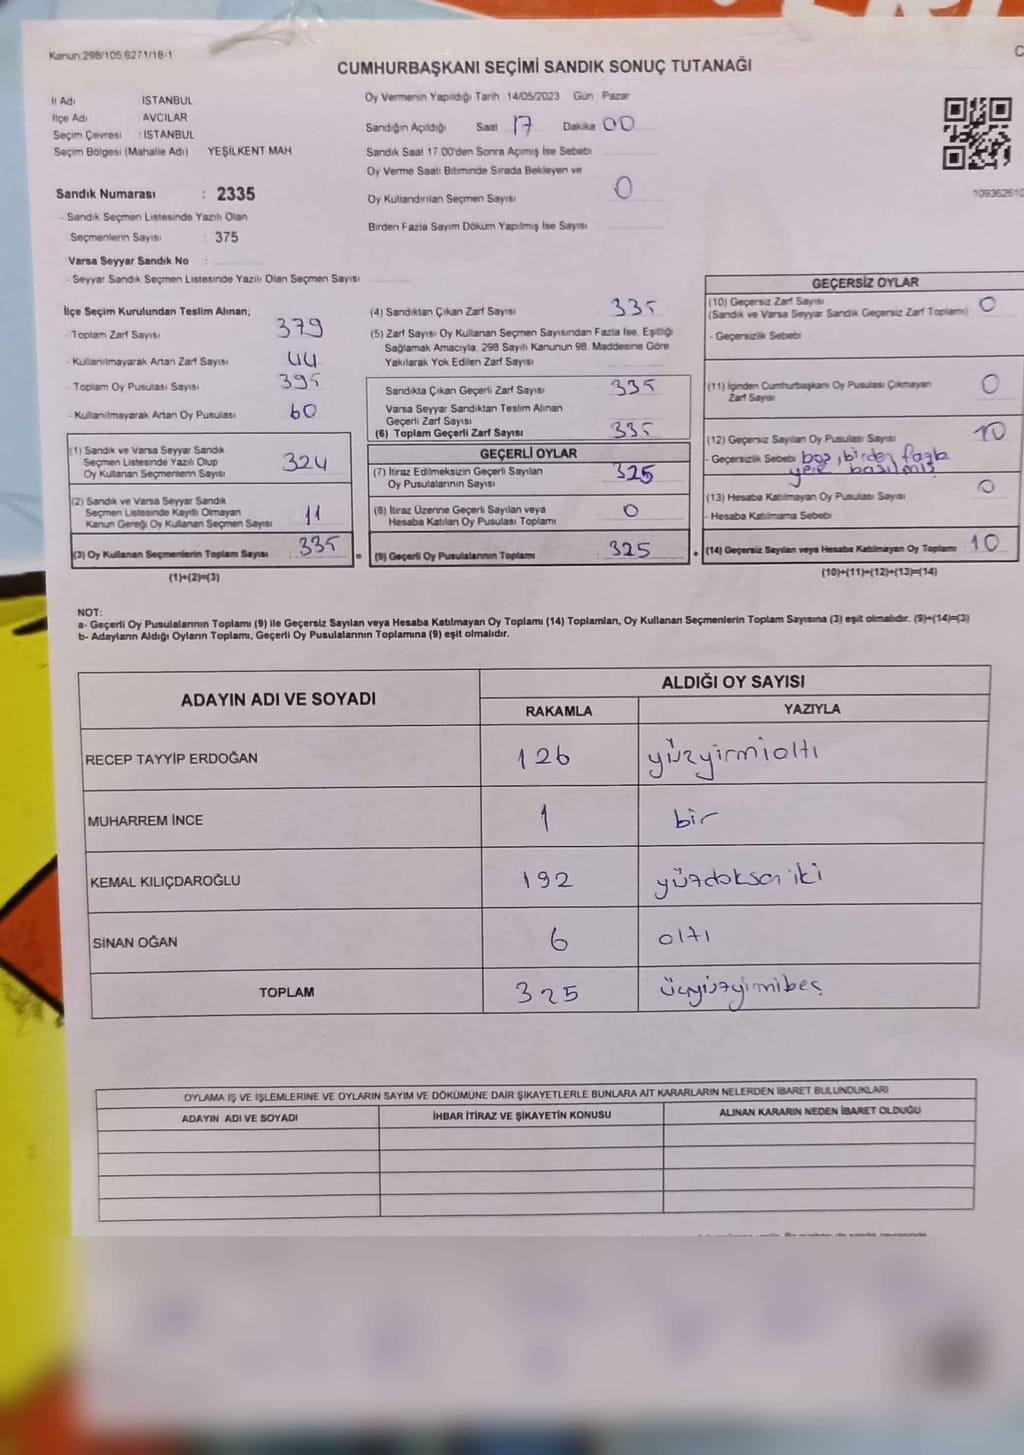 Kanun:298/105;6271/18-1
CUMHURBAŞKANI SEÇİMİ SANDIK SONUÇ TUTANAĞI
İl Adı İSTANBUL
İlçe Adı AVCILAR
Seçim Çevresi : İSTANBUL
Seçim Bölgesi (Mahalle Adı) YEŞİLKENT MAH
Sandık Numarası : 2335
- Sandık Seçmen Listesinde Yazılı Olan
Seçmenlerin Sayısı : 375
Varsa Seyyar Sandık No :
- Seyyar Sandık Seçmen Listesinde Yazılı Olan Seçmen Sayısı
Oy Vermenin Yapıldığı Tarih 14/05/2023 Gün Pazar
Sandığın Açıldığı Saat 17 Dakika 00
Sandık Saat 17:00'den Sonra Açımış İse Sebebi
Oy Verme Saati Bitiminde Sırada Bekleyen ve
Oy Kullandırılan Seçmen Sayısı 0
Birden Fazla Sayım Döküm Yapılmış İse Sayısı
İlçe Seçim Kurulundan Teslim Alınan;
- Toplam Zarf Sayısı 379
- Kullanılmayarak Artan Zarf Sayısı 44
- Toplam Oy Pusulası Sayısı 395
- Kullanılmayarak Artan Oy Pusulası 60
(1) Sandık ve Varsa Seyyar Sandık
Seçmen Listesinde Yazılı Olup
Oy Kullanan Seçmenlerin Sayısı 324
(2) Sandık ve Varsa Seyyar Sandık
Seçmen Listesinde Kayıtlı Olmayan
Kanun Gereği Oy Kullanan Seçmen Sayısı 11
(3) Oy Kullanan Seçmenlerin Toplam Sayısı 335 =
(1)+(2)=(3)
(4) Sandıktan Çıkan Zarf Sayısı 335
(5) Zarf Sayısı Oy Kullanan Seçmen Sayısından Fazla İse, Eşitliği
Sağlamak Amacıyla, 298 Sayılı Kanunun 98. Maddesine Göre
Yakılarak Yok Edilen Zarf Sayısı
Sandıkta Çıkan Geçerli Zarf Sayısı 335
Varsa Seyyar Sandıktan Teslim Alınan
Geçerli Zarf Sayısı
(6) Toplam Geçerli Zarf Sayısı 335
GEÇERLİ OYLAR
(7) İtiraz Edilmeksizin Geçerli Sayılan
Oy Pusulalarının Sayısı 325
(8) İtiraz Üzerine Geçerli Sayılan veya
Hesaba Katılan Oy Pusulası Toplamı 0
(9) Geçerli Oy Pusulalarının Toplamı 325 +
GEÇERSİZ OYLAR
(10) Geçersiz Zarf Sayısı
(Sandık ve Varsa Seyyar Sandık Geçersiz Zarf Toplamı) 0
- Geçersizlik Sebebi
(11) İçinden Cumhurbaşkanı Oy Pusulası Çıkmayan
Zarf Sayısı 0
(12) Geçersiz Sayılan Oy Pusulası Sayısı 10
- Geçersizlik Sebebi boş, birden fazla
yere basılmış
(13) Hesaba Katılmayan Oy Pusulası Sayısı 0
- Hesaba Katılmama Sebebi
(14) Geçersiz Sayılan veya Hesaba Katılmayan Oy Toplamı 10
(10)+(11)+(12)+(13)=(14)
NOT:
a- Geçerli Oy Pusulalarının Toplamı (9) ile Geçersiz Sayılan veya Hesaba Katılmayan Oy Toplamı (14) Toplamları, Oy Kullanan Seçmenlerin Toplam Sayısına (3) eşit olmalıdır. (9)+(14)=(3)
b- Adayların Aldığı Oyların Toplamı, Geçerli Oy Pusulalarının Toplamına (9) eşit olmalıdır.
ADAYIN ADI VE SOYADI ALDIĞI OY SAYISI
RAKAMLA YAZIYLA
RECEP TAYYİP ERDOĞAN 126 yüzyirmialtı
MUHARREM İNCE 1 bir
KEMAL KILIÇDAROĞLU 192 yüzdoksaniki
SİNAN OĞAN 6 altı
TOPLAM 325 üçyüzyirmibeş
OYLAMA İŞ VE İŞLEMLERİNE VE OYLARIN SAYIM VE DÖKÜMÜNE DAİR ŞİKAYETLERLE BUNLARA AİT KARARLARIN NELERDEN İBARET BULUNDUKLARI
ADAYIN ADI VE SOYADI İHBAR İTİRAZ VE ŞİKAYETİN KONUSU ALINAN KARARIN NEDEN İBARET OLDUĞU